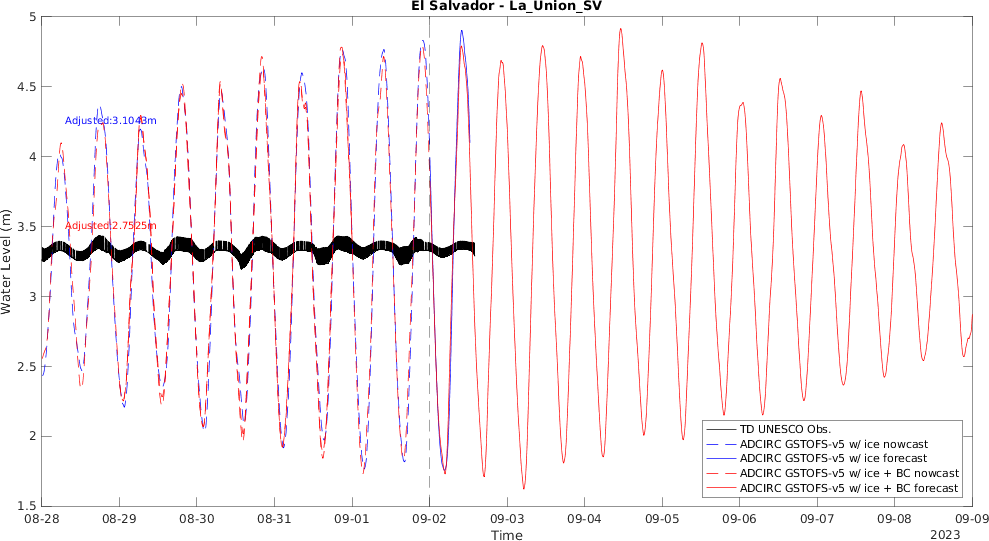 El Salvador - La_Union_SV
Water Level (m)
5
4.5
4
3.5
3
2.5
2
1.5
Adjusted:3.1043m
Adjusted:2.7525m
TD UNESCO Obs.
ADCIRC GSTOFS-v5 w/ ice nowcast
ADCIRC GSTOFS-v5 w/ ice forecast
ADCIRC GSTOFS-v5 w/ ice + BC nowcast
ADCIRC GSTOFS-v5 w/ ice + BC forecast
08-28 08-29 08-30 08-31 09-01 09-02 09-03 09-04 09-05 09-06 09-07 09-08 09-09
Time
2023